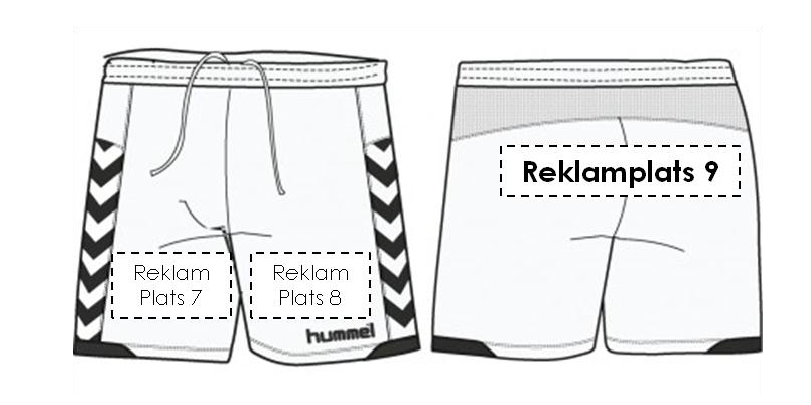 Reklam
Plats 7
Reklam
Plats 8
hummel
Reklamplats 9